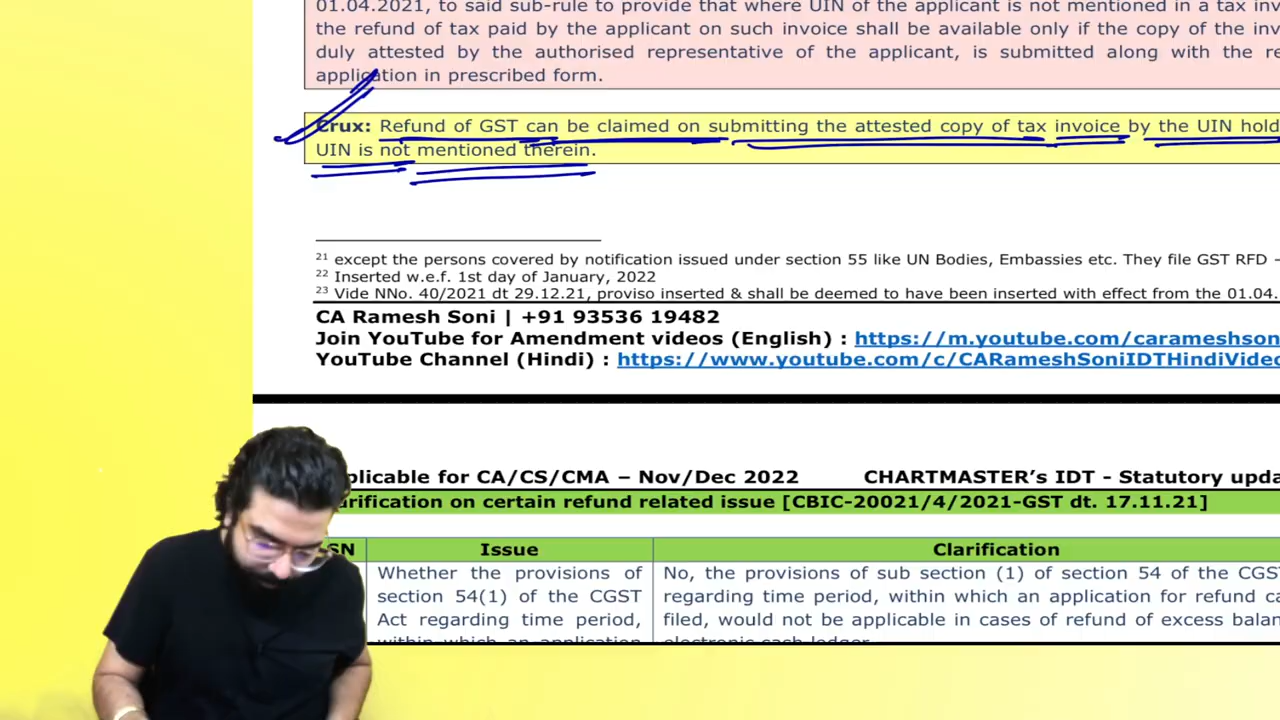 01.04.2021, to said sub-rule to provide that where UIN of the applicant is not mentioned in a tax inv
the refund of tax paid by the applicant on such invoice shall be available only if the copy of the inv
duly attested by the authorised representative of the applicant, is submitted along with the re
application in prescribed form.
Crux: Refund of GST can be claimed on submitting the attested copy of tax invoice by the UIN hold
UIN is not mentioned therein.
21 except the persons covered by notification issued under section 55 like UN Bodies, Embassies etc. They file GST RFD -
22 Inserted w.e.f. 1st day of January, 2022
23 Vide NNo. 40/2021 dt 29.12.21, proviso inserted & shall be deemed to have been inserted with effect from the 01.04.
CA Ramesh Soni | +91 93536 19482
Join YouTube for Amendment videos (English) : https://m.youtube.com/carameshson
YouTube Channel (Hindi) : https://www.youtube.com/c/CARameshSoniIDTHindiVideo
plicable for CA/CS/CMA – Nov/Dec 2022 CHARTMASTER's IDT - Statutory upda
rification on certain refund related issue [CBIC-20021/4/2021-GST dt. 17.11.21]
SN Issue Clarification
Whether the provisions of No, the provisions of sub section (1) of section 54 of the CGS
section 54(1) of the CGST regarding time period, within which an application for refund ca
Act regarding time period, filed, would not be applicable in cases of refund of excess balan
within which an application electronic cash ledger